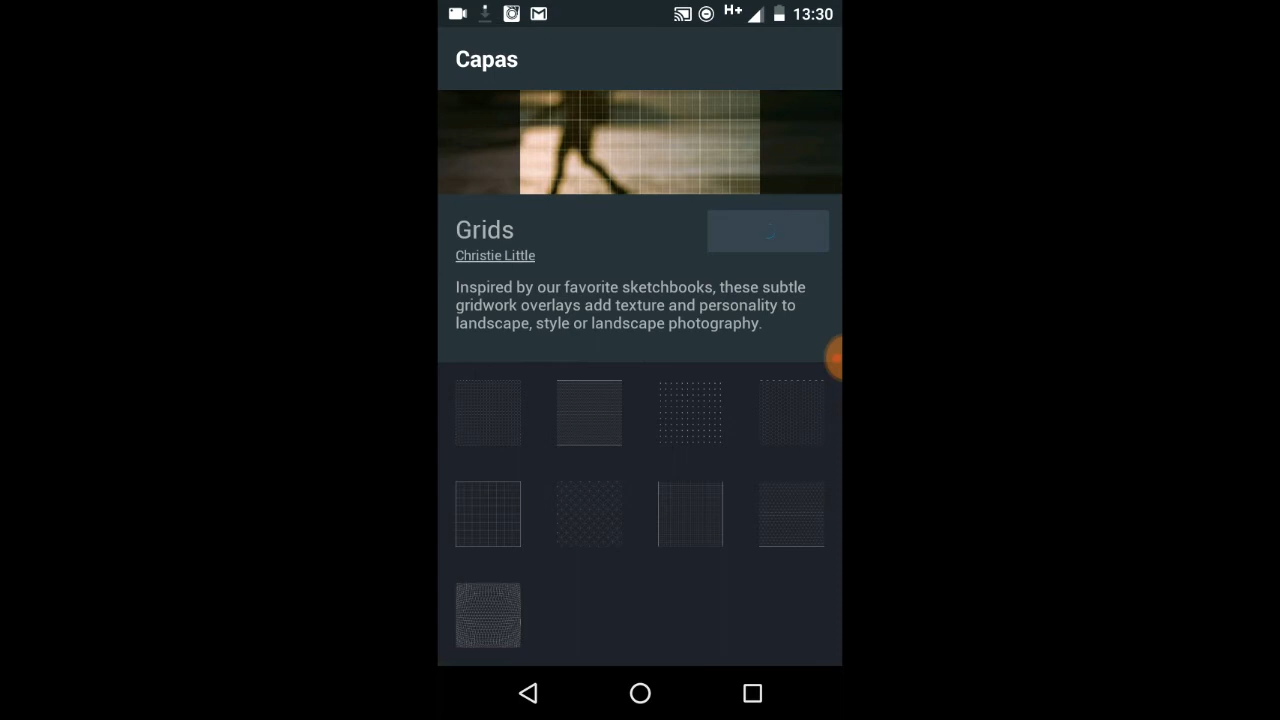 H+ 13:30
Capas
Grids
Christie Little
Inspired by our favorite sketchbooks, these subtle
gridwork overlays add texture and personality to
landscape, style or landscape photography.